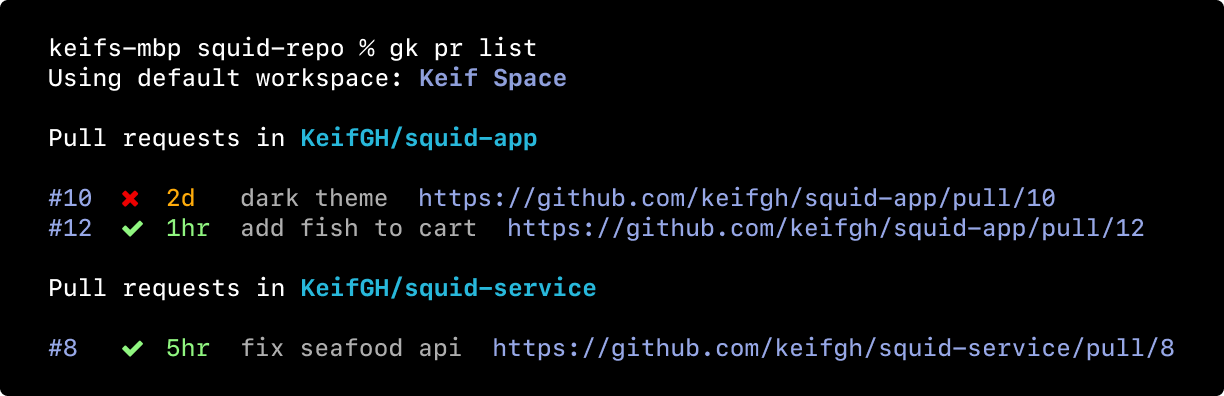 keifs-mbp squid-repo % gk pr list
Using default workspace: Keif Space
Pull requests in KeifGH/squid-app
#10 ✖ 2d dark theme https://github.com/keifgh/squid-app/pull/10
#12 ✔ 1hr add fish to cart https://github.com/keifgh/squid-app/pull/12
Pull requests in KeifGH/squid-service
#8 ✔ 5hr fix seafood api https://github.com/keifgh/squid-service/pull/8